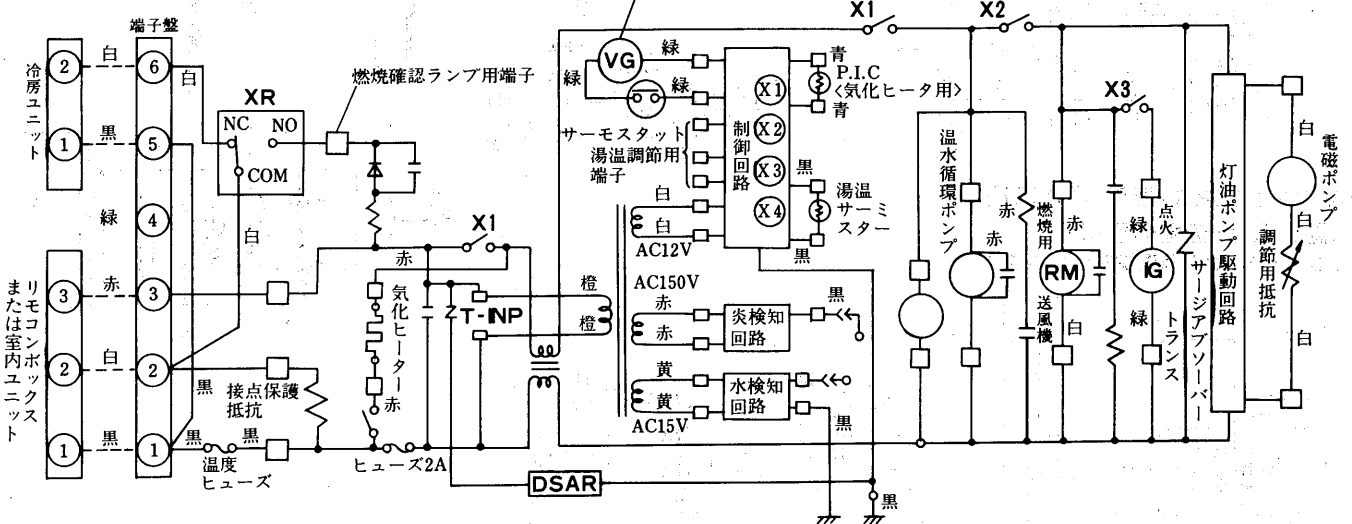 端子盤
冷房ユニット
2
白
6
白
1
黒
5
緑
4
リモコンボックス
または室内ユニット
3
赤
3
2
白
2
1
黒
1
XR
NC
NO
COM
白
燃焼確認ランプ用端子
黒
温度
ヒューズ
黒
接点保護
抵抗
赤
X1
気化ヒーター
赤
T-INP
ヒューズ2A
DSAR
橙
橙
VG
緑
緑
緑
サーモスタット
湯温調節用
端子
白
白
AC12V
制御回路
X1
X2
X3
X4
青
P.I.C
<気化ヒータ用>
青
黒
湯温
サーミ
スター
黒
AC150V
赤
赤
炎検知
回路
黒
黄
黄
AC15V
水検知
回路
黒
黒
X1
X2
X3
温水循環ポンプ
赤
燃焼用
送風機
赤
RM
白
点火
トランス
緑
IG
緑
サージアブソーバー
灯油ポンプ駆動回路
白
電磁ポンプ
白
調節用抵抗
白